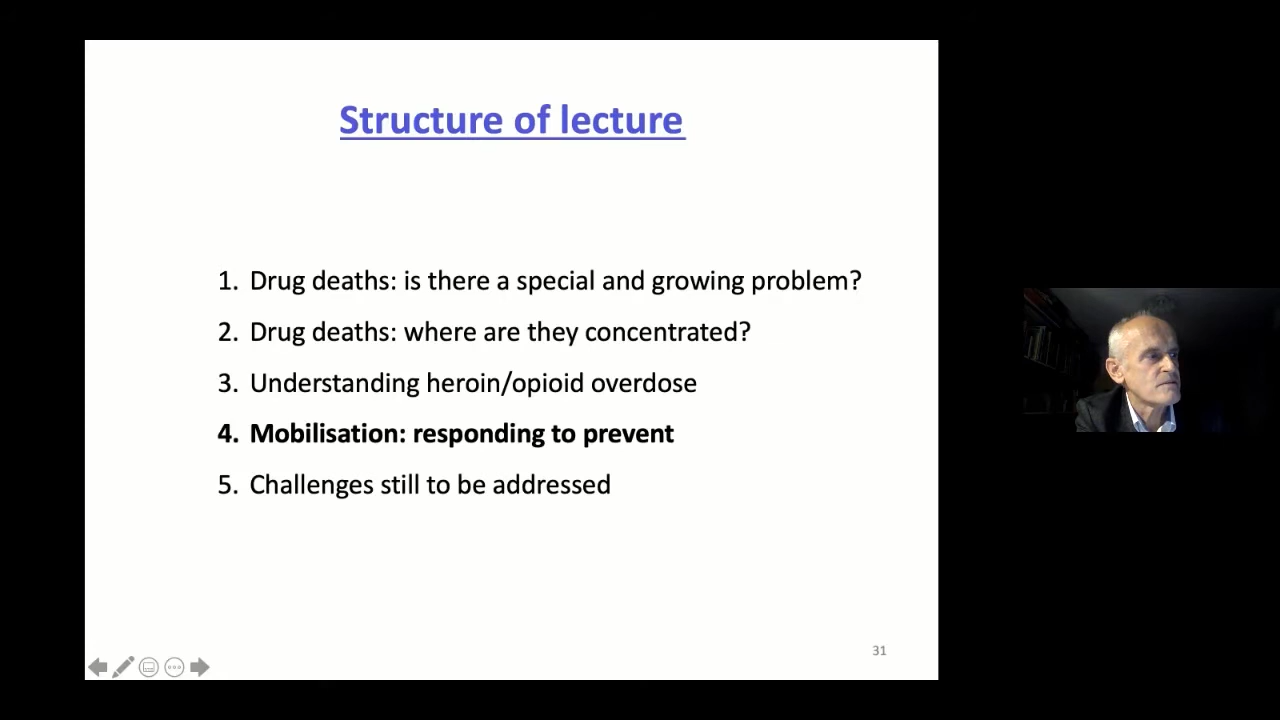 Structure of lecture
1. Drug deaths: is there a special and growing problem?
2. Drug deaths: where are they concentrated?
3. Understanding heroin/opioid overdose
4. Mobilisation: responding to prevent
5. Challenges still to be addressed
31